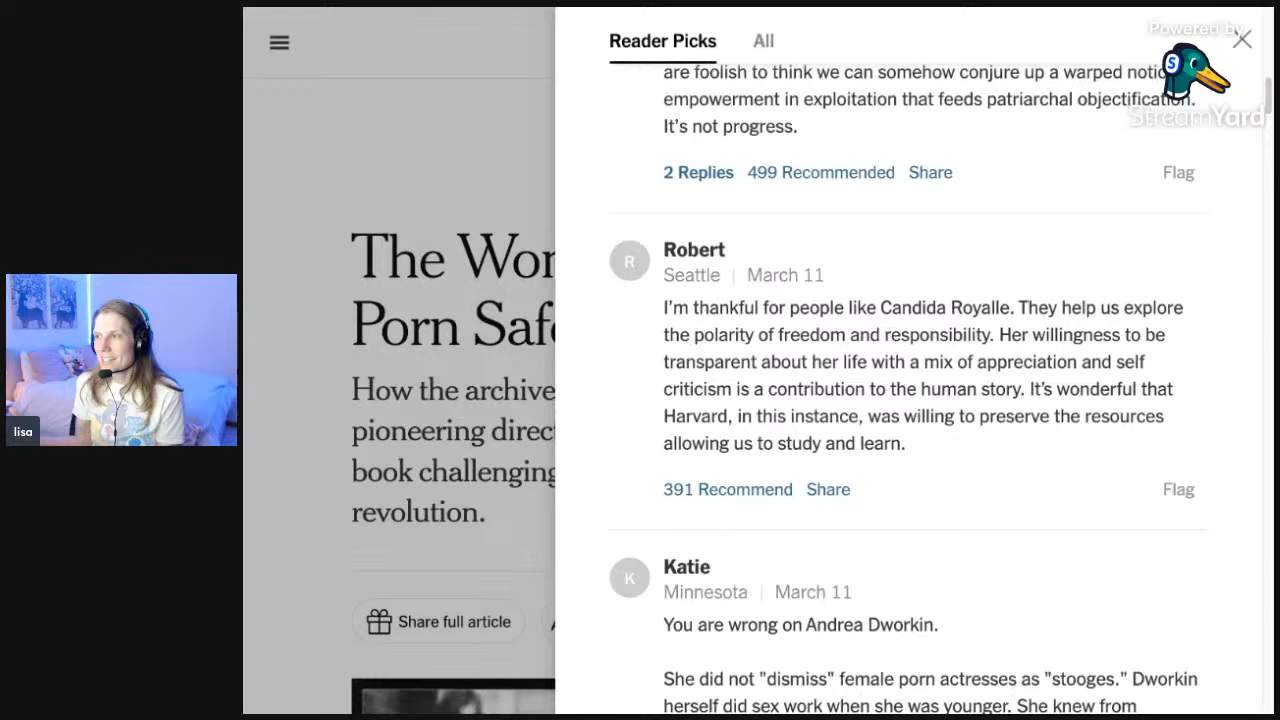 Powered by
StreamYard
Reader Picks
All
are foolish to think we can somehow conjure up a warped
empowerment in exploitation that feeds patriarchal objectification.
It's not progress.
2 Replies
499 Recommended
Share
Flag
Robert
Seattle | March 11
R
I'm thankful for people like Candida Royalle. They help us explore
the polarity of freedom and responsibility. Her willingness to be
transparent about her life with a mix of appreciation and self
criticism is a contribution to the human story. It's wonderful that
Harvard, in this instance, was willing to preserve the resources
allowing us to study and learn.
391 Recommend
Share
Flag
Katie
Minnesota | March 11
K
You are wrong on Andrea Dworkin.
She did not "dismiss" female porn actresses as "stooges." Dworkin
herself did sex work when she was younger. She knew from
The
Porn
How the archive
pioneering
book challenging
revolution.
Share full article
lisa
S